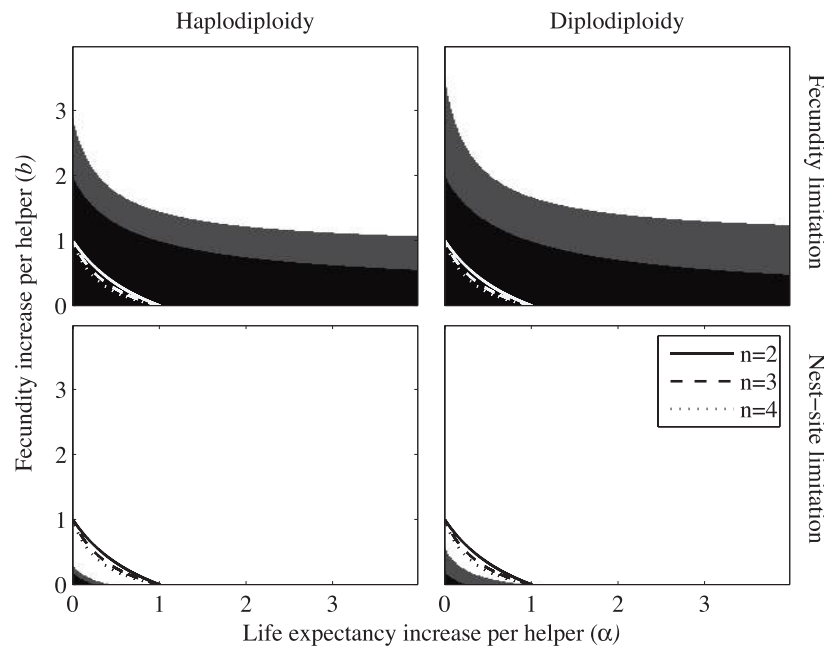 Haplodiploidy
Diplodiploidy
3
2
1
0
Fecundity limitation
3
2
1
0
n=2
n=3
n=4
Nest−site limitation
0
1
2
3
0
1
2
3
Fecundity increase per helper (b)
Life expectancy increase per helper (α)